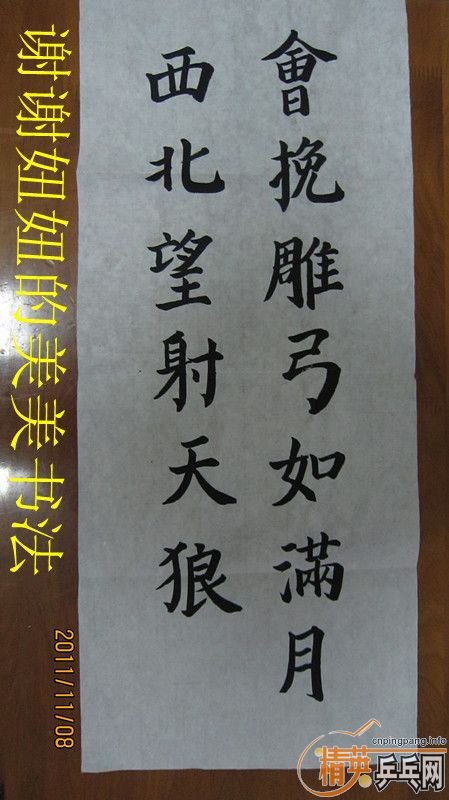 會挽雕弓如滿月
西北望射天狼
谢谢妞妞的美美书法
2011/11/08
cnpingpang.info
精英乒乓网